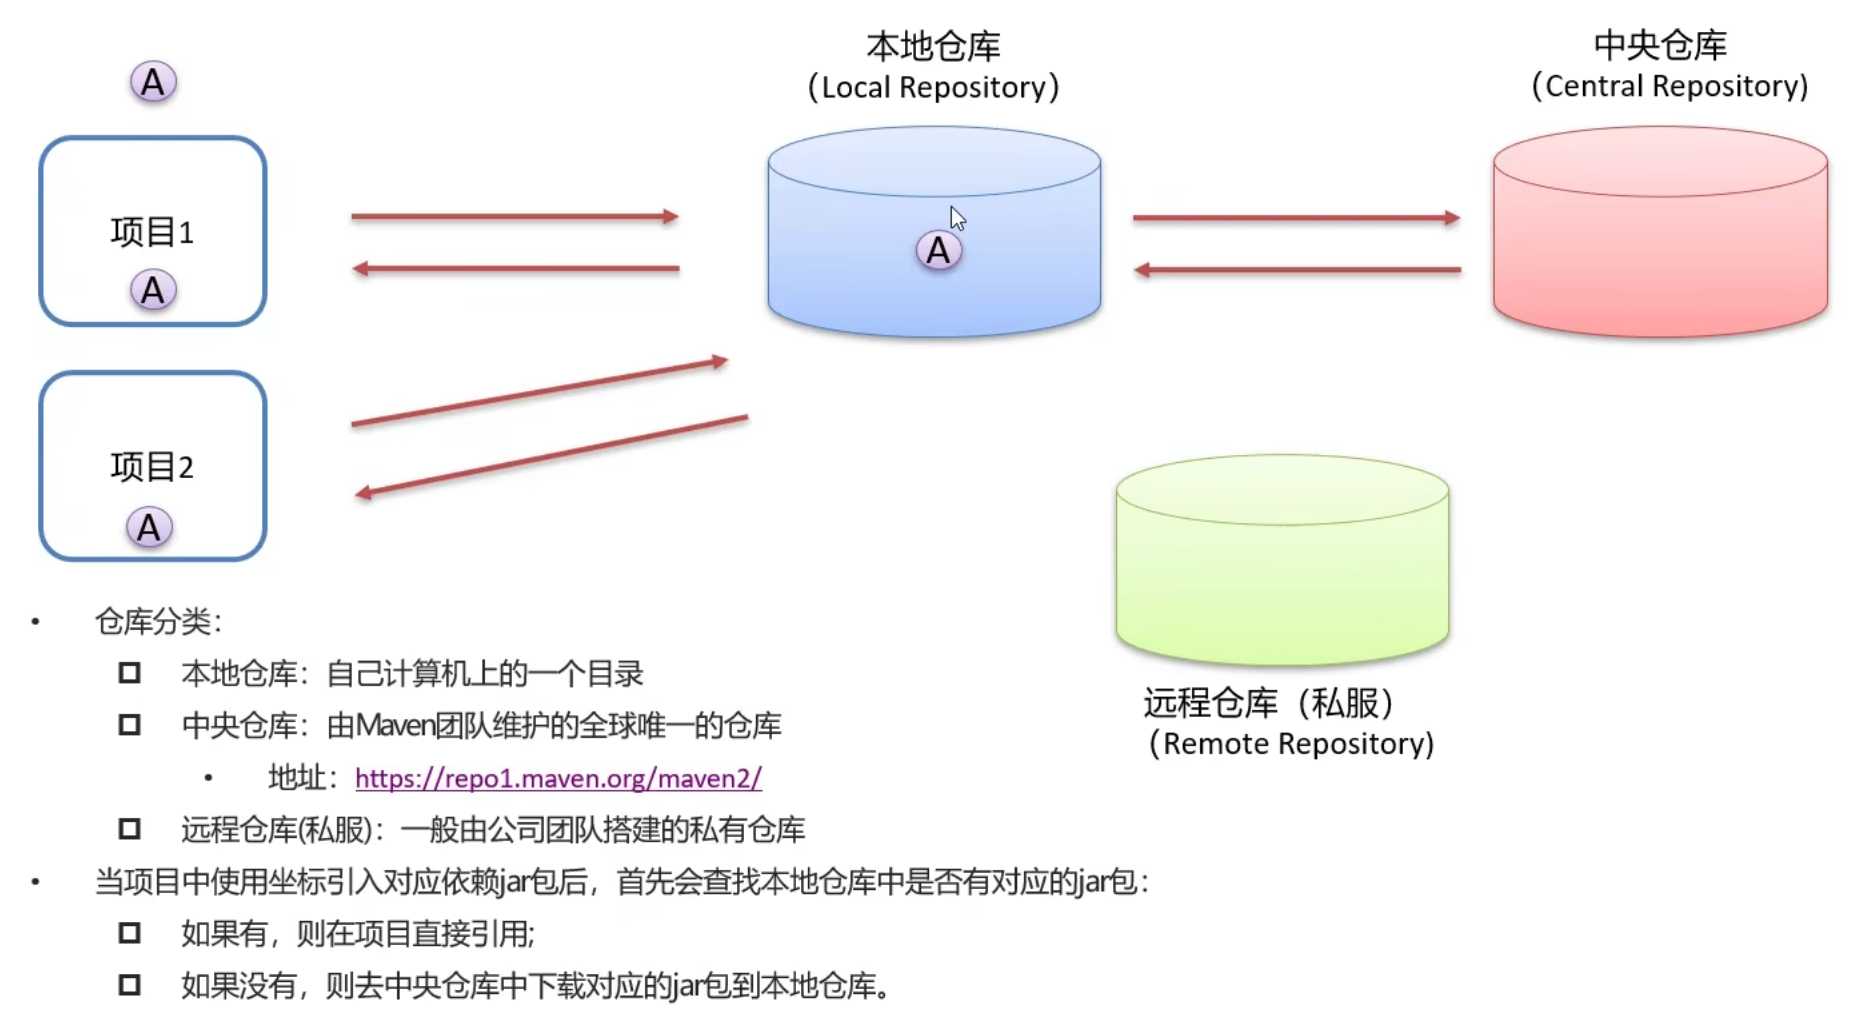 本地仓库
（Local Repository）
中央仓库
（Central Repository)
A
项目1
A
A
项目2
A
远程仓库（私服）
（Remote Repository)
• 仓库分类：
本地仓库：自己计算机上的一个目录
中央仓库：由Maven团队维护的全球唯一的仓库
• 地址：https://repo1.maven.org/maven2/
远程仓库(私服)：一般由公司团队搭建的私有仓库
• 当项目中使用坐标引入对应依赖jar包后，首先会查找本地仓库中是否有对应的jar包：
如果有，则在项目直接引用;
如果没有，则去中央仓库中下载对应的jar包到本地仓库。